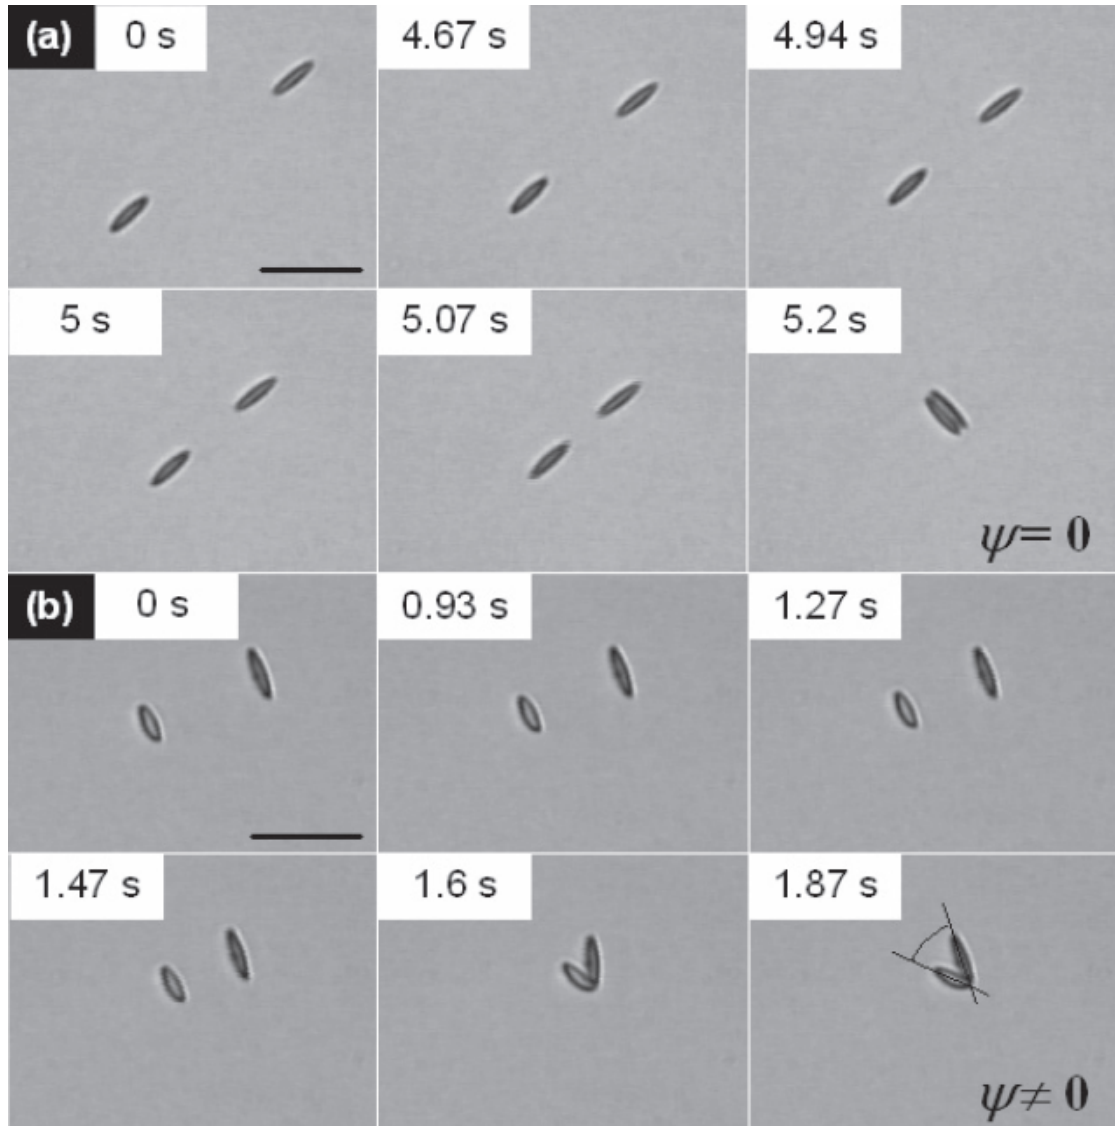 (a) 0 s 4.67 s 4.94 s
5 s 5.07 s 5.2 s
ψ= 0
(b) 0 s 0.93 s 1.27 s
1.47 s 1.6 s 1.87 s
ψ≠ 0